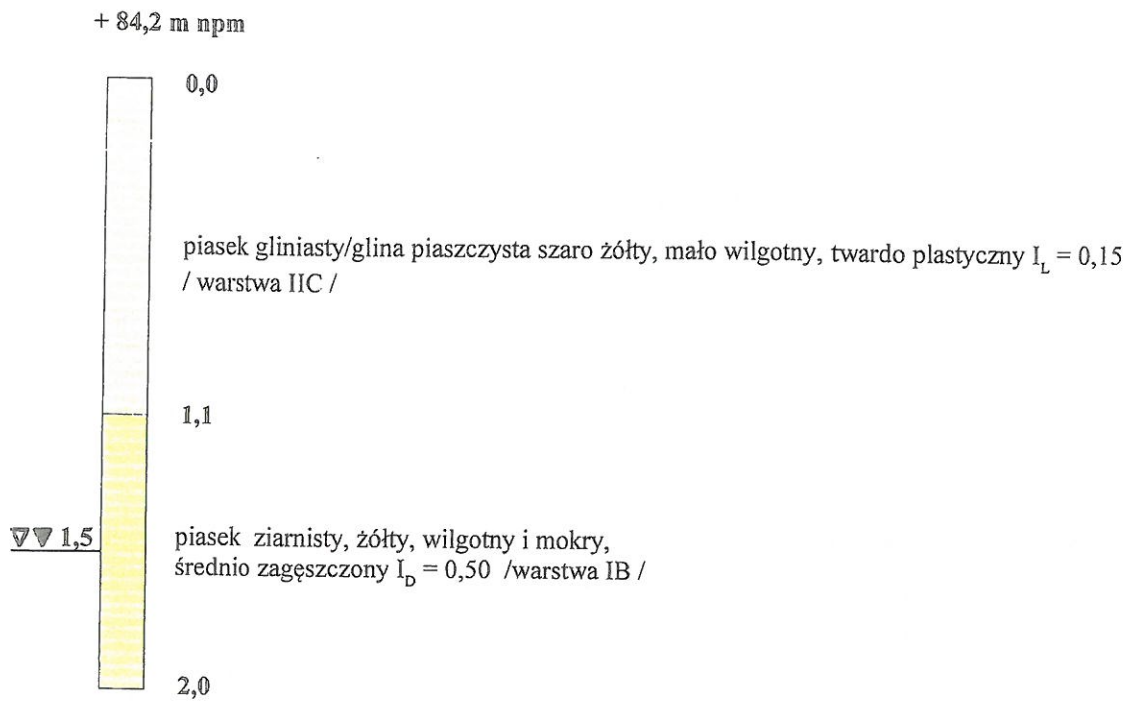 + 84,2 m npm
0,0
piasek gliniasty/glina piaszczysta szaro żółty, mało wilgotny, twardo plastyczny I_L = 0,15
/ warstwa IIC /
1,1
1,5
piasek ziarnisty, żółty, wilgotny i mokry,
średnio zagęszczony I_D = 0,50 /warstwa IB /
2,0